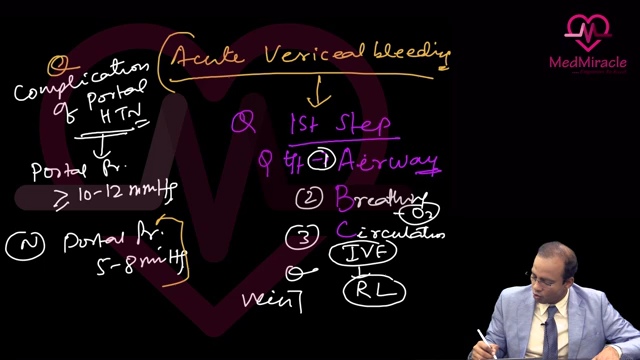 MedMiracle
Acute Vericeal bleeding
Q
Complication
of Portal
HTN
Portal Pr.
≥ 10-12 mmHg
N Portal Pr.
5-8 mmHg
Q 1st Step
Q 1 Airway
2 Breathing
O2
3 Circulation
IVF
RL